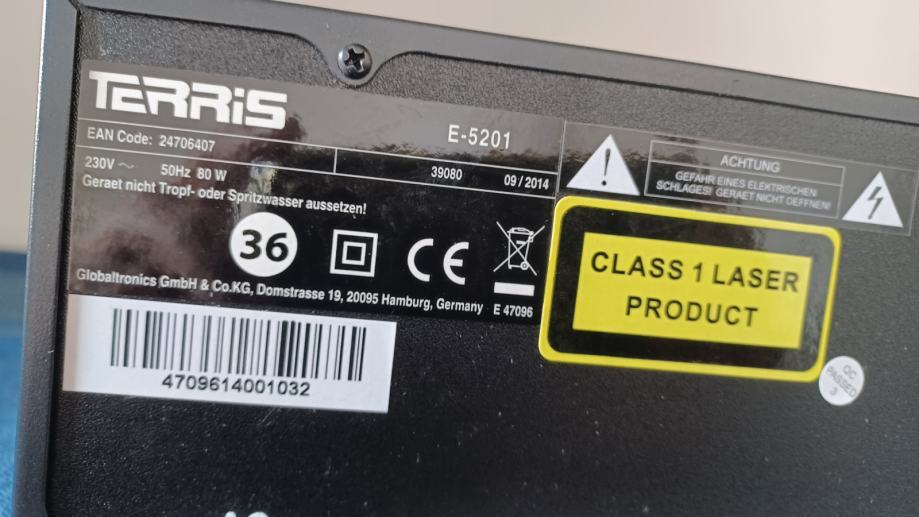 TERRiS
EAN Code: 24706407
E-5201
230V ~ 50Hz 80 W
39080 09/2014
Geraet nicht Tropf- oder Spritzwasser aussetzen!
36
CE
Globaltronics GmbH & Co.KG, Domstrasse 19, 20095 Hamburg, Germany
E 47096
4709614001032
ACHTUNG
GEFAHR EINES ELEKTRISCHEN
SCHLAGES! GERAET NICHT OEFFNEN!
CLASS 1 LASER
PRODUCT
QC
PASSED
3